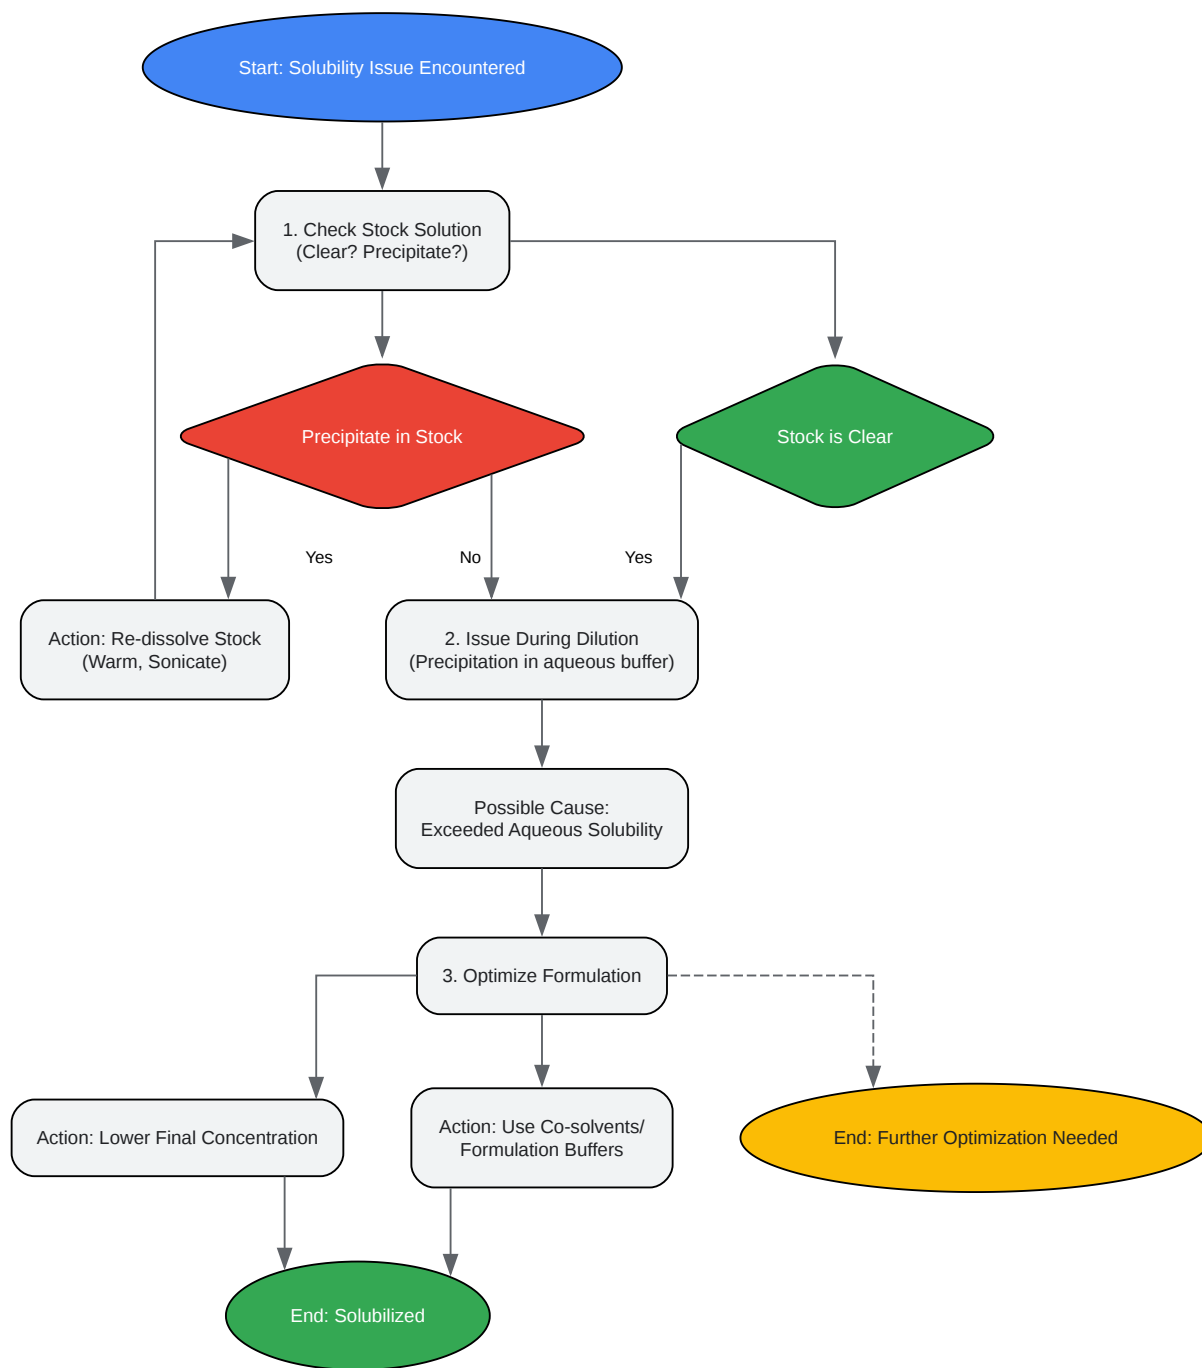 Start: Solubility Issue Encountered
1. Check Stock Solution
(Clear? Precipitate?)
Precipitate in Stock
Stock is Clear
Yes
No
Yes
Action: Re-dissolve Stock
(Warm, Sonicate)
2. Issue During Dilution
(Precipitation in aqueous buffer)
Possible Cause:
Exceeded Aqueous Solubility
3. Optimize Formulation
Action: Lower Final Concentration
Action: Use Co-solvents/
Formulation Buffers
End: Further Optimization Needed
End: Solubilized